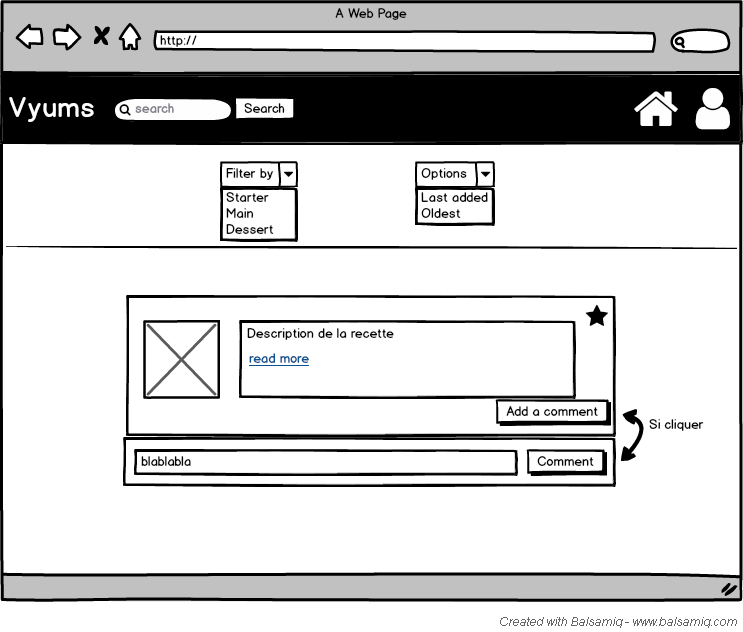 A Web Page
http://
Vyums
search
Search
Filter by
Starter
Main
Dessert
Options
Last added
Oldest
Description de la recette
read more
Add a comment
Si cliquer
blablabla
Comment
Created with Balsamiq - www.balsamiq.com